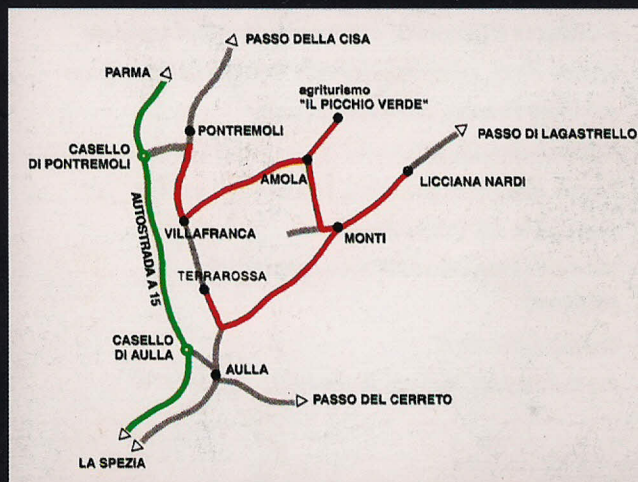 PASSO DELLA CISA
PARMA
agriturismo
"IL PICCHIO VERDE"
PONTREMOLI
PASSO DI LAGASTRELLO
CASELLO
DI PONTREMOLI
AMOLA
LICCIANA NARDI
AUTOSTRADA A 15
VILLAFRANCA
MONTI
TERRAROSSA
CASELLO
DI AULLA
AULLA
PASSO DEL CERRETO
LA SPEZIA